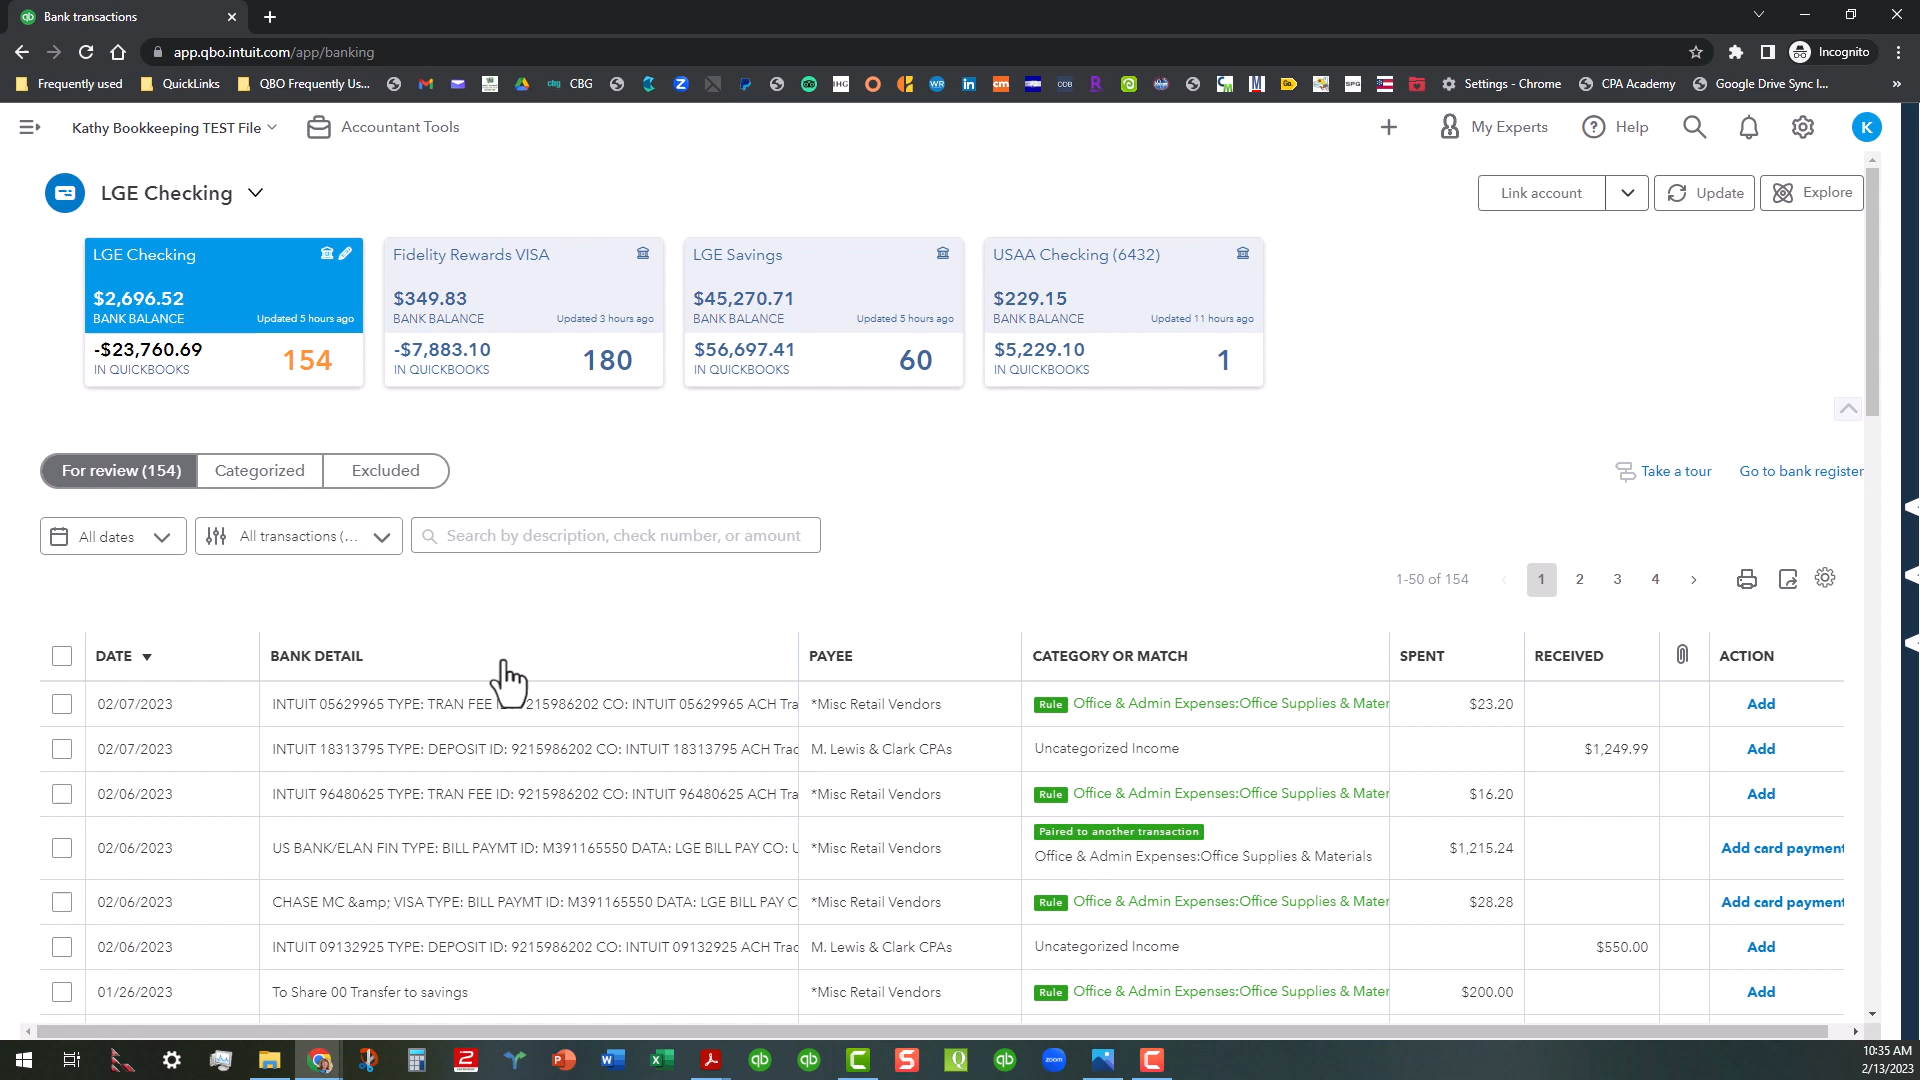 Bank transactions
app.qbo.intuit.com/app/banking
Incognito
Frequently used QuickLinks QBO Frequently Us... CBG Settings - Chrome CPA Academy Google Drive Sync I... »
Kathy Bookkeeping TEST File Accountant Tools My Experts Help K
LGE Checking
Link account Update Explore
LGE Checking
$2,696.52
BANK BALANCE Updated 5 hours ago
-$23,760.69
IN QUICKBOOKS
154
Fidelity Rewards VISA
$349.83
BANK BALANCE Updated 3 hours ago
-$7,883.10
IN QUICKBOOKS
180
LGE Savings
$45,270.71
BANK BALANCE Updated 5 hours ago
$56,697.41
IN QUICKBOOKS
60
USAA Checking (6432)
$229.15
BANK BALANCE Updated 11 hours ago
$5,229.10
IN QUICKBOOKS
1
For review (154) Categorized Excluded
Take a tour Go to bank register
All dates All transactions (... Search by description, check number, or amount
1-50 of 154 1 2 3 4
DATE BANK DETAIL PAYEE CATEGORY OR MATCH SPENT RECEIVED ACTION
02/07/2023 INTUIT 05629965 TYPE: TRAN FEE ID: 9215986202 CO: INTUIT 05629965 ACH Tra *Misc Retail Vendors Rule Office & Admin Expenses:Office Supplies & Mater $23.20 Add
02/07/2023 INTUIT 18313795 TYPE: DEPOSIT ID: 9215986202 CO: INTUIT 18313795 ACH Trac M. Lewis & Clark CPAs Uncategorized Income $1,249.99 Add
02/06/2023 INTUIT 96480625 TYPE: TRAN FEE ID: 9215986202 CO: INTUIT 96480625 ACH Tra *Misc Retail Vendors Rule Office & Admin Expenses:Office Supplies & Mater $16.20 Add
Paired to another transaction
02/06/2023 US BANK/ELAN FIN TYPE: BILL PAYMT ID: M391165550 DATA: LGE BILL PAY CO: U *Misc Retail Vendors Office & Admin Expenses:Office Supplies & Materials $1,215.24 Add card payment
02/06/2023 CHASE MC &amp; VISA TYPE: BILL PAYMT ID: M391165550 DATA: LGE BILL PAY C *Misc Retail Vendors Rule Office & Admin Expenses:Office Supplies & Mater $28.28 Add card payment
02/06/2023 INTUIT 09132925 TYPE: DEPOSIT ID: 9215986202 CO: INTUIT 09132925 ACH Trac M. Lewis & Clark CPAs Uncategorized Income $550.00 Add
01/26/2023 To Share 00 Transfer to savings *Misc Retail Vendors Rule Office & Admin Expenses:Office Supplies & Mater $200.00 Add
10:35 AM
2/13/2023